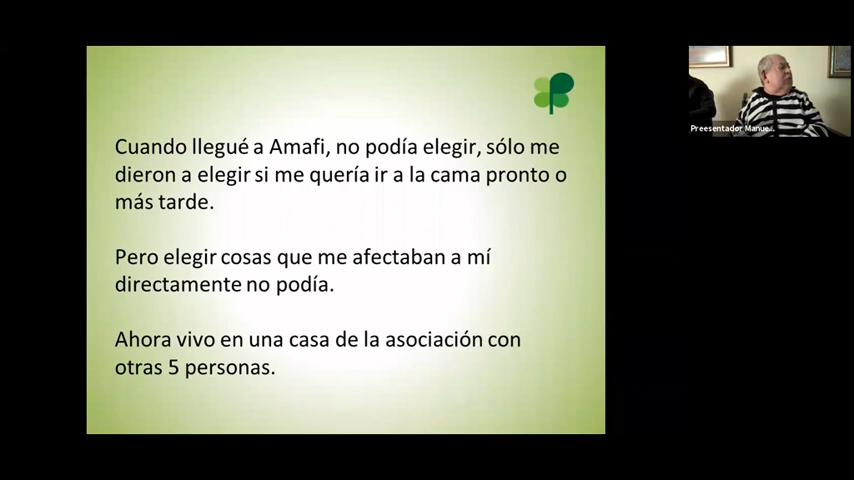 Cuando llegué a Amafi, no podía elegir, sólo me
dieron a elegir si me quería ir a la cama pronto o
más tarde.
Pero elegir cosas que me afectaban a mí
directamente no podía.
Ahora vivo en una casa de la asociación con
otras 5 personas.
Preesentador Manue...